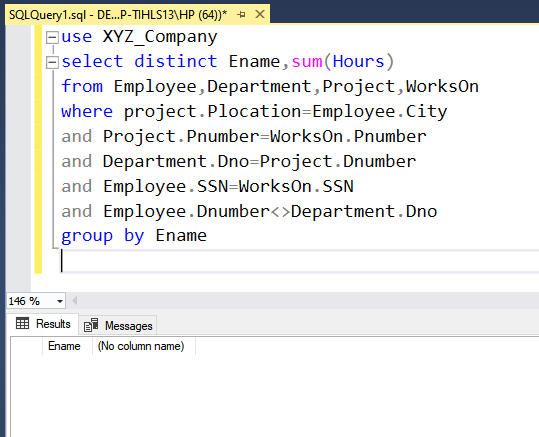 SQLQuery1.sql - DE...P-TIHLS13\HP (64))*
use XYZ_Company
select distinct Ename,sum(Hours)
from Employee,Department,Project,WorksOn
where project.Plocation=Employee.City
and Project.Pnumber=WorksOn.Pnumber
and Department.Dno=Project.Dnumber
and Employee.SSN=WorksOn.SSN
and Employee.Dnumber<>Department.Dno
group by Ename
146 %
Results Messages
Ename (No column name)